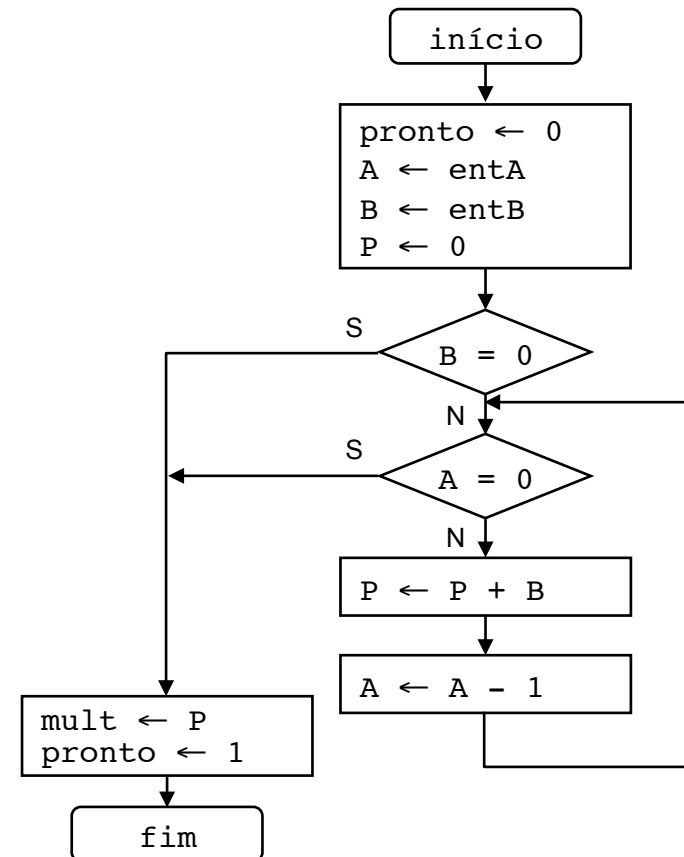 início
pronto ← 0
A ← entA
B ← entB
P ← 0
S
B = 0
N
S
A = 0
N
P ← P + B
A ← A - 1
mult ← P
pronto ← 1
fim